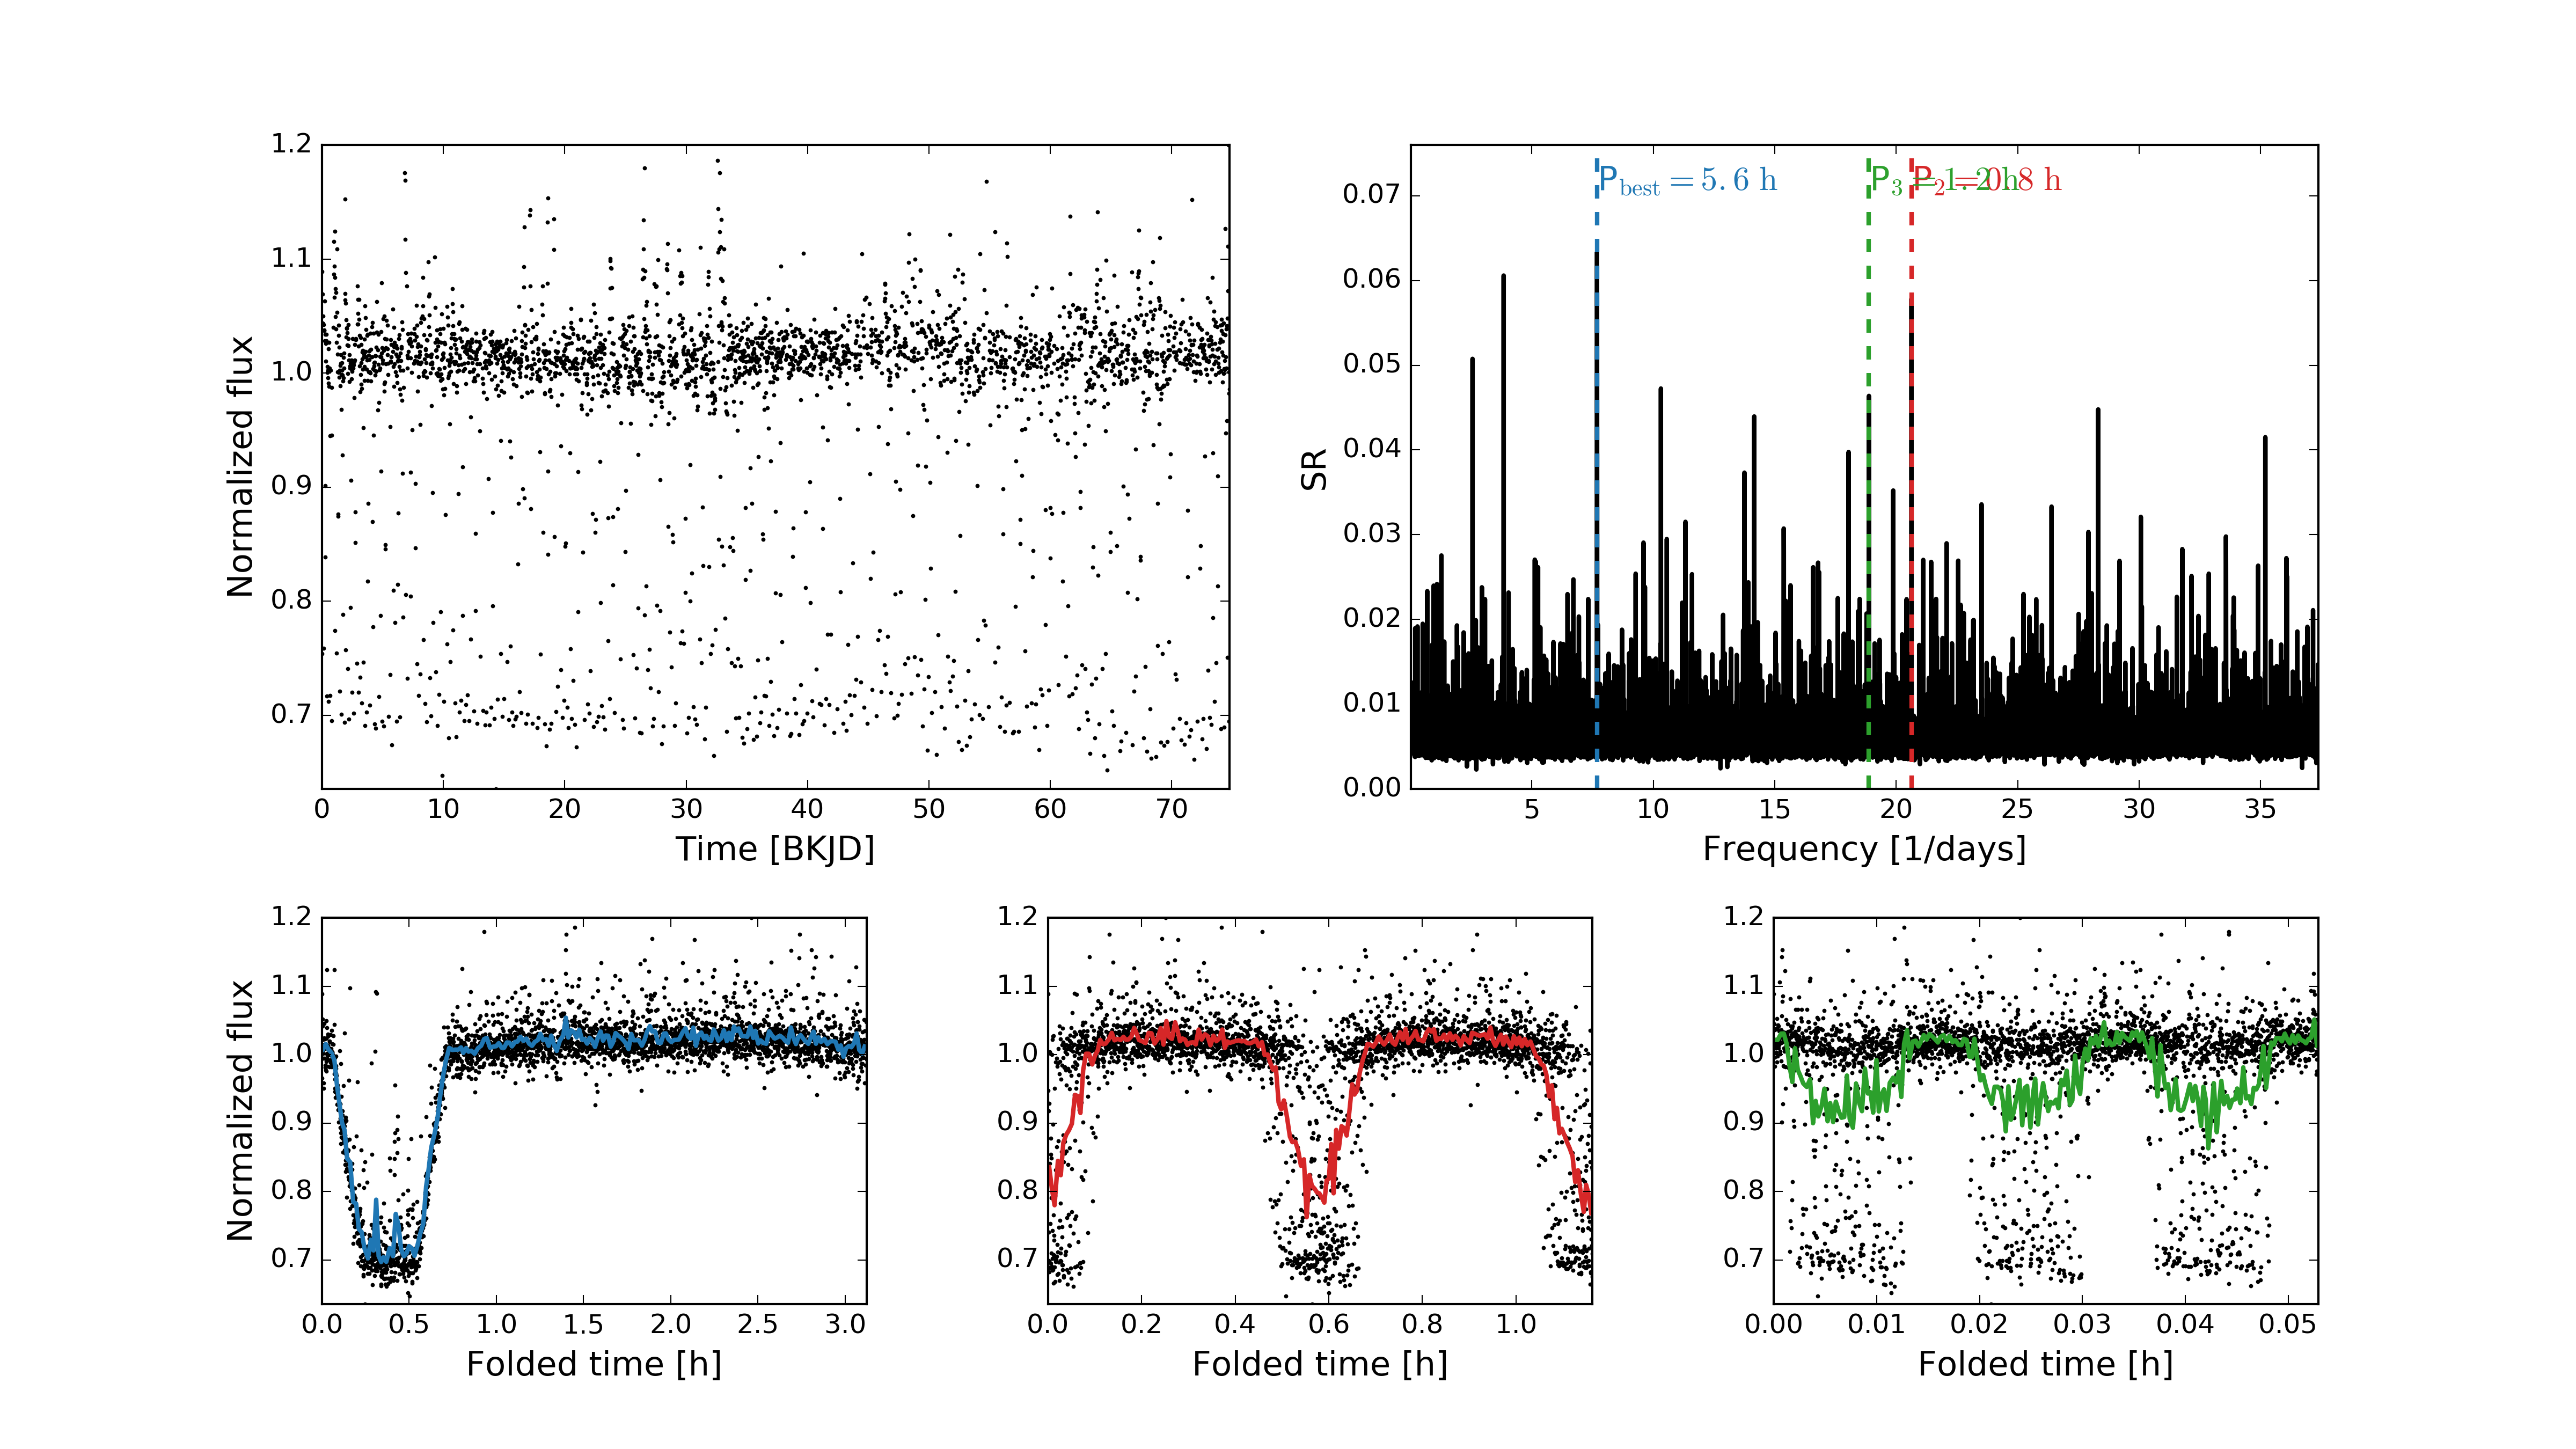 1.2
1.1
1.0
0.9
0.8
0.7
Normalized flux
0 10 20 30 40 50 60 70
Time [BKJD]
P_best = 5.6 h
P_3 = 1.2 h
P_2 = 0.8 h
0.07
0.06
0.05
0.04
0.03
0.02
0.01
0.00
SR
5 10 15 20 25 30 35
Frequency [1/days]
1.2
1.1
1.0
0.9
0.8
0.7
Normalized flux
0.0 0.5 1.0 1.5 2.0 2.5 3.0
Folded time [h]
1.2
1.1
1.0
0.9
0.8
0.7
0.0 0.2 0.4 0.6 0.8 1.0
Folded time [h]
1.2
1.1
1.0
0.9
0.8
0.7
0.00 0.01 0.02 0.03 0.04 0.05
Folded time [h]